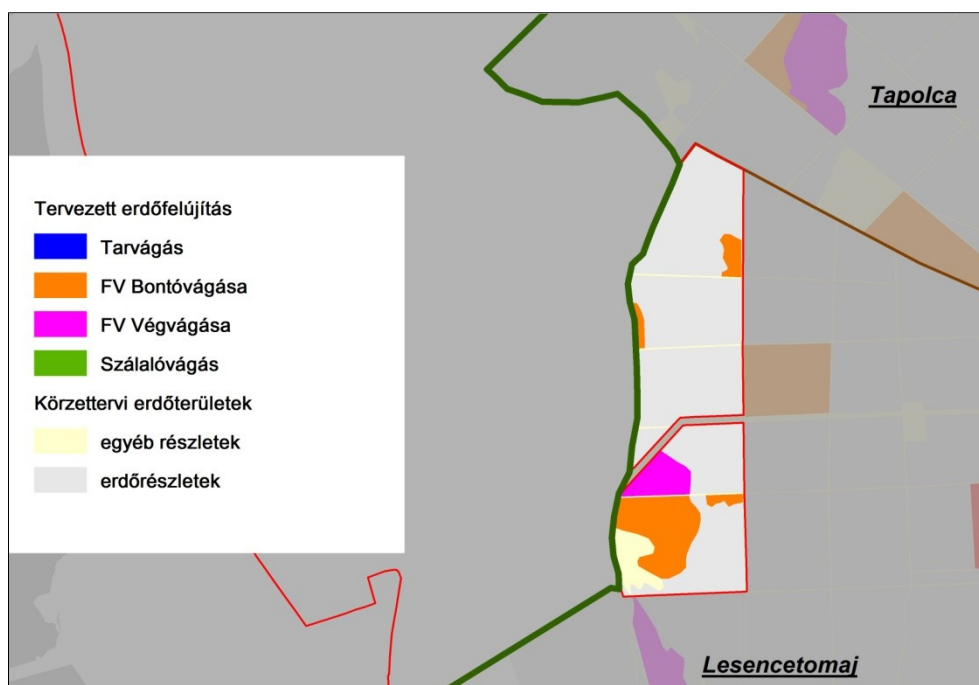 Tapolca
Tervezett erdőfelújítás
Tarvágás
FV Bontóvágása
FV Végvágása
Szálalóvágás
Körzettervi erdőterületek
egyéb részletek
erdőrészletek
Lesencetomaj